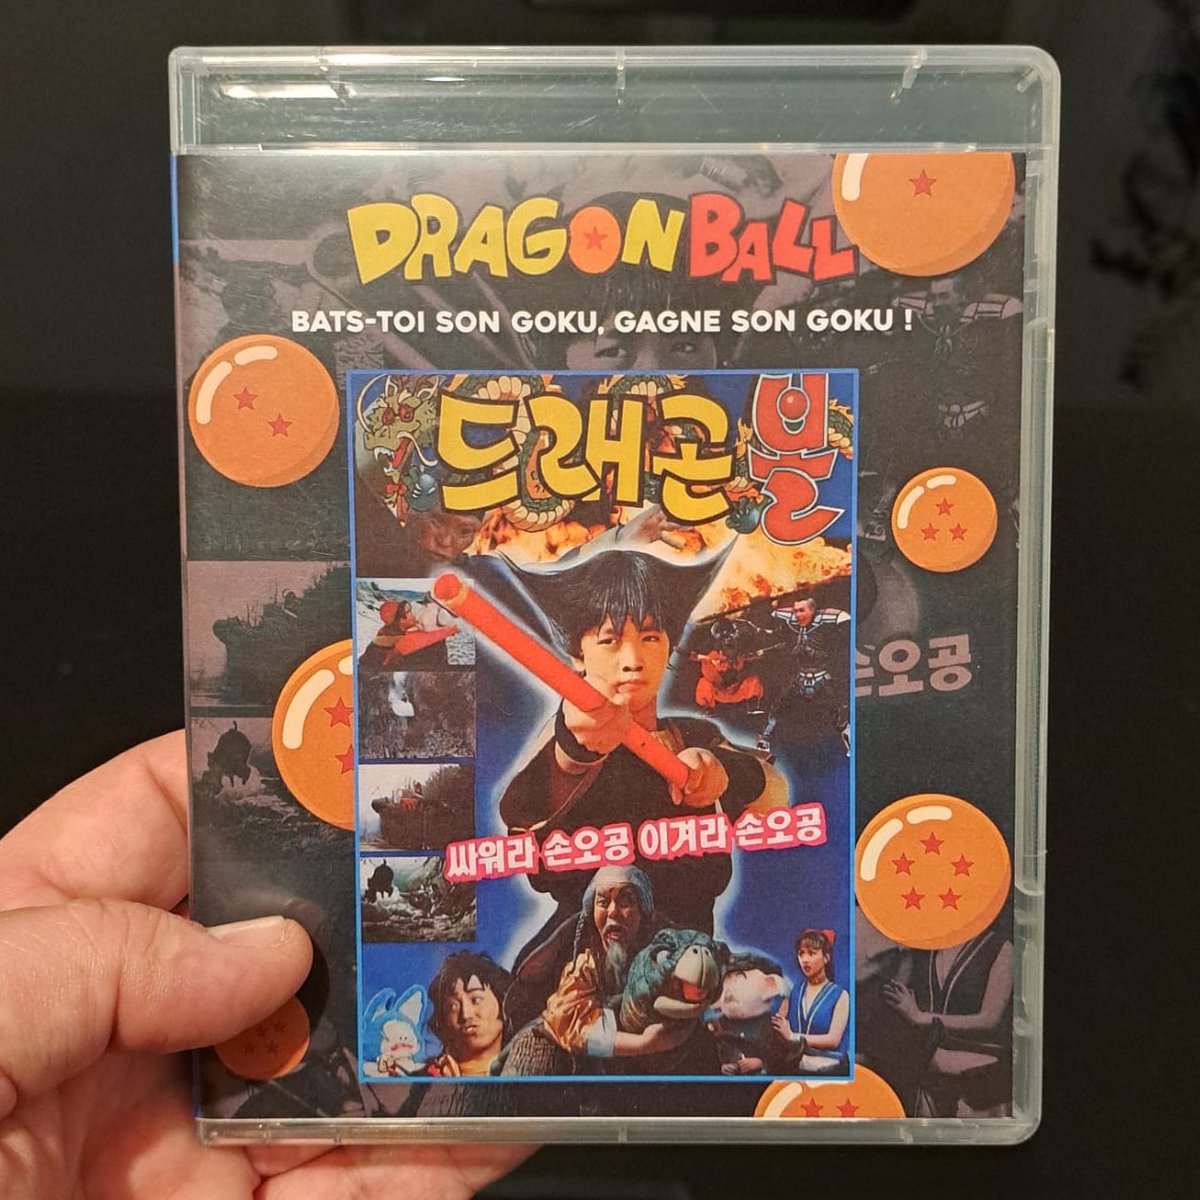 DRAGON BALL
BATS-TOI SON GOKU, GAGNE SON GOKU !
드래곤볼
손오공
싸워라 손오공 이겨라 손오공